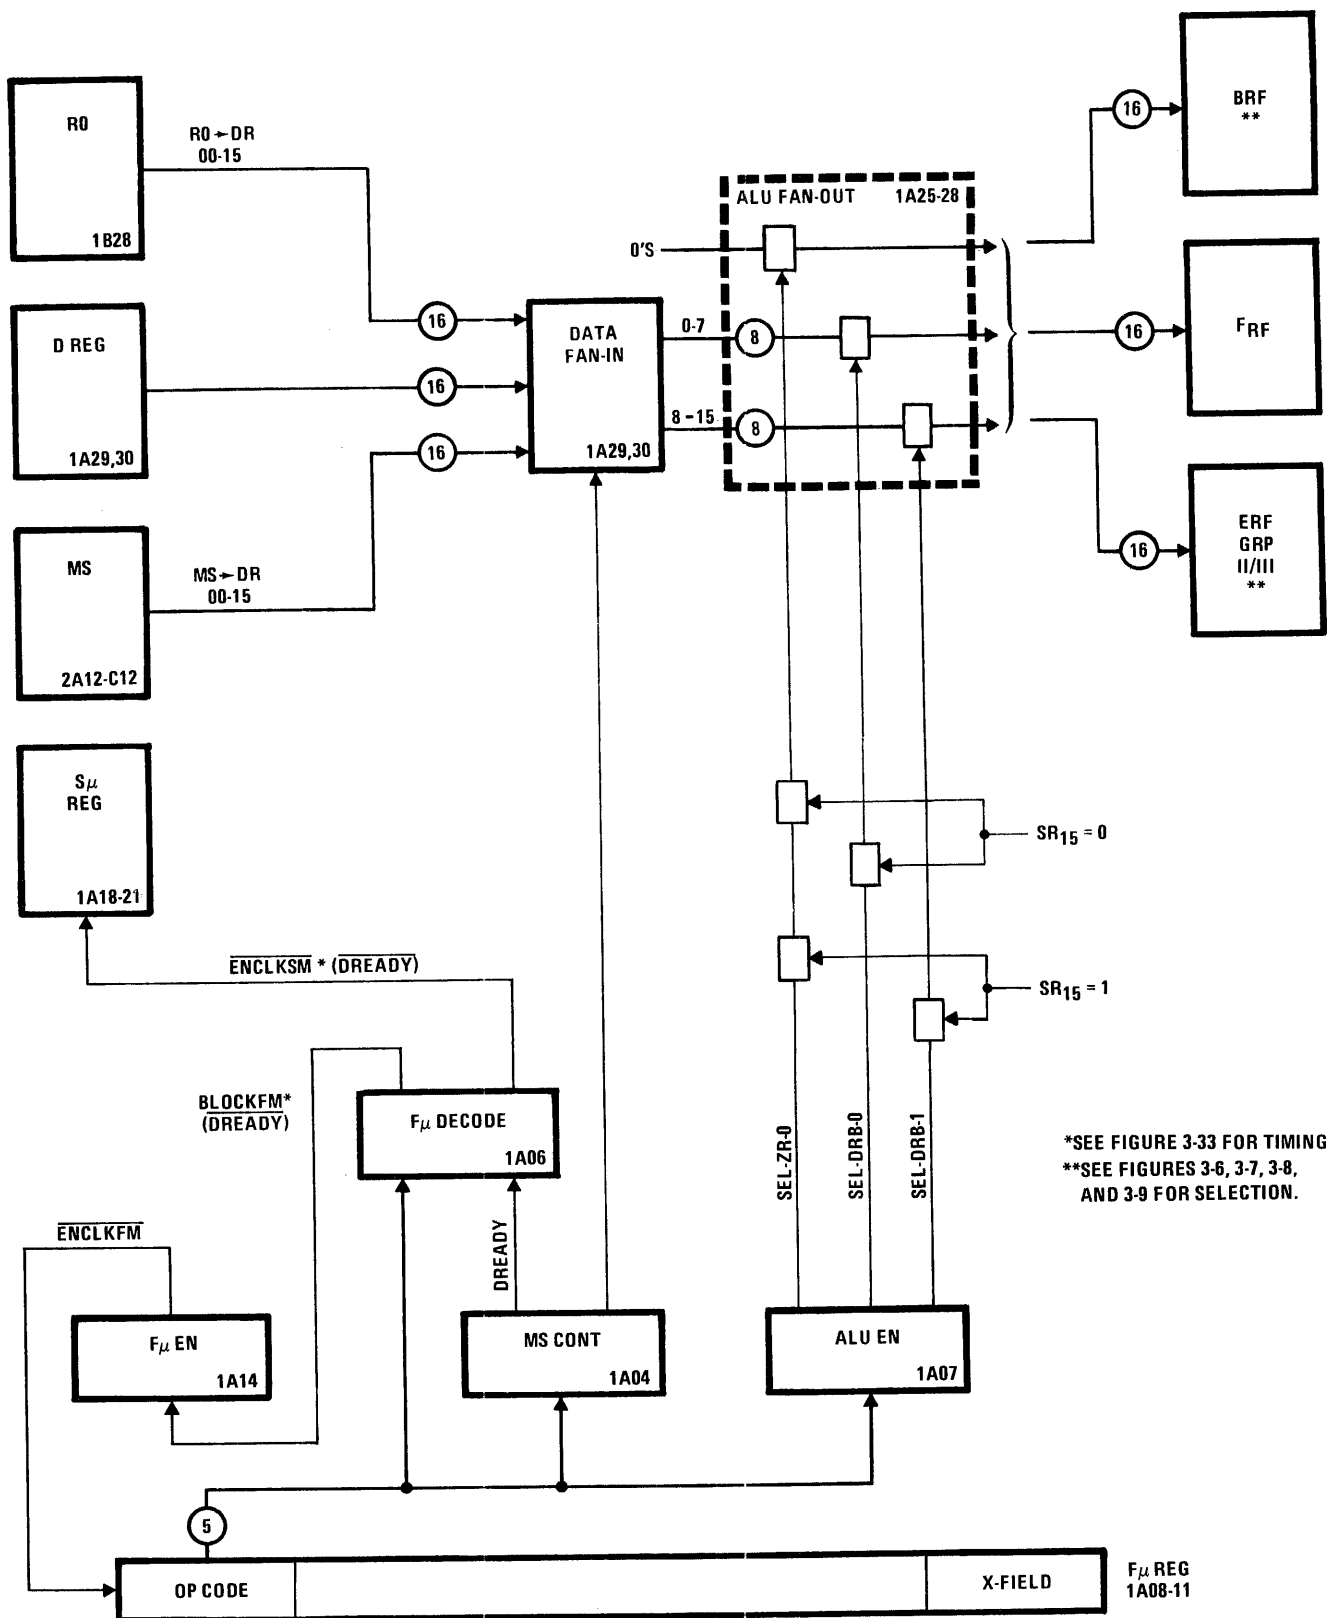 R0
R0→DR
00-15
1B28
D REG
1A29,30
MS
MS→DR
00-15
2A12-C12
Sμ
REG
1A18-21
16
16
16
DATA
FAN-IN
1A29,30
0-7
8
8-15
8
0'S
ALU FAN-OUT 1A25-28
16
BRF
**
16
FRF
16
ERF
GRP
II/III
**
SR15 = 0
SR15 = 1
ENCLKSM * (DREADY)
BLOCKFM*
(DREADY)
Fμ DECODE
1A06
ENCLKFM
Fμ EN
1A14
DREADY
MS CONT
1A04
SEL-ZR-0
SEL-DRB-0
SEL-DRB-1
ALU EN
1A07
*SEE FIGURE 3-33 FOR TIMING
**SEE FIGURES 3-6, 3-7, 3-8,
AND 3-9 FOR SELECTION.
5
OP CODE
X-FIELD
Fμ REG
1A08-11